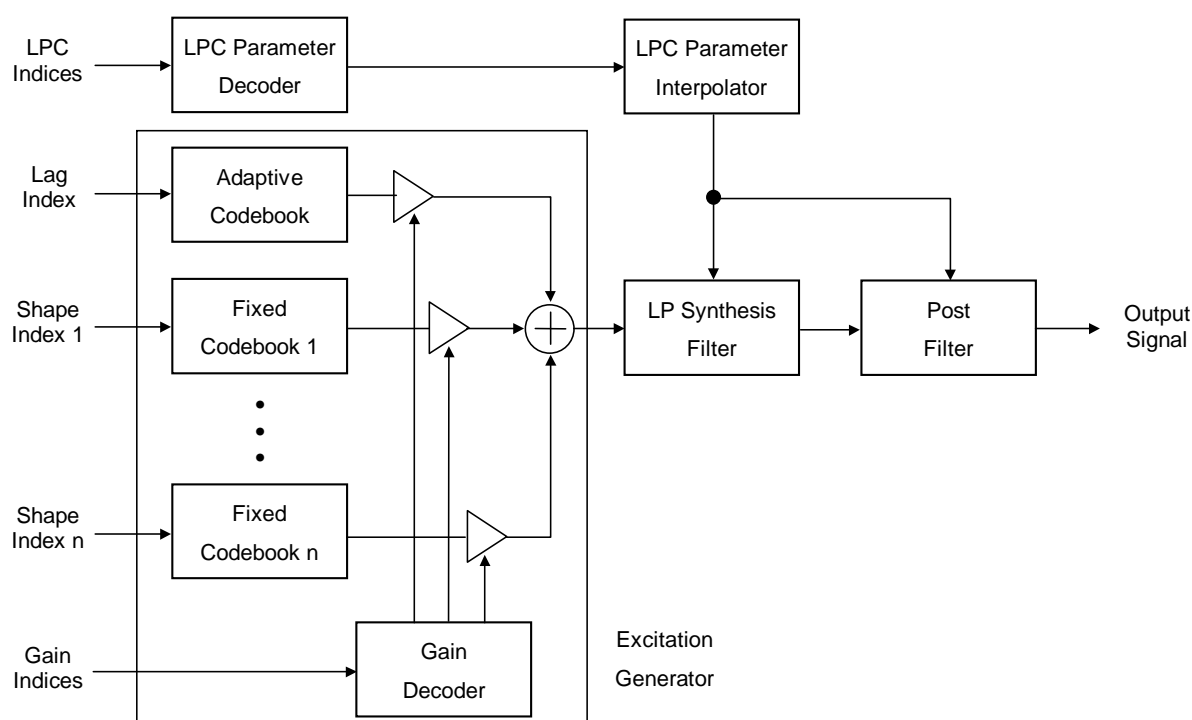 LPC
Indices
LPC Parameter
Decoder
LPC Parameter
Interpolator
Lag
Index
Adaptive
Codebook
Shape
Index 1
Fixed
Codebook 1
LP Synthesis
Filter
Post
Filter
Output
Signal
Shape
Index n
Fixed
Codebook n
Gain
Indices
Gain
Decoder
Excitation
Generator